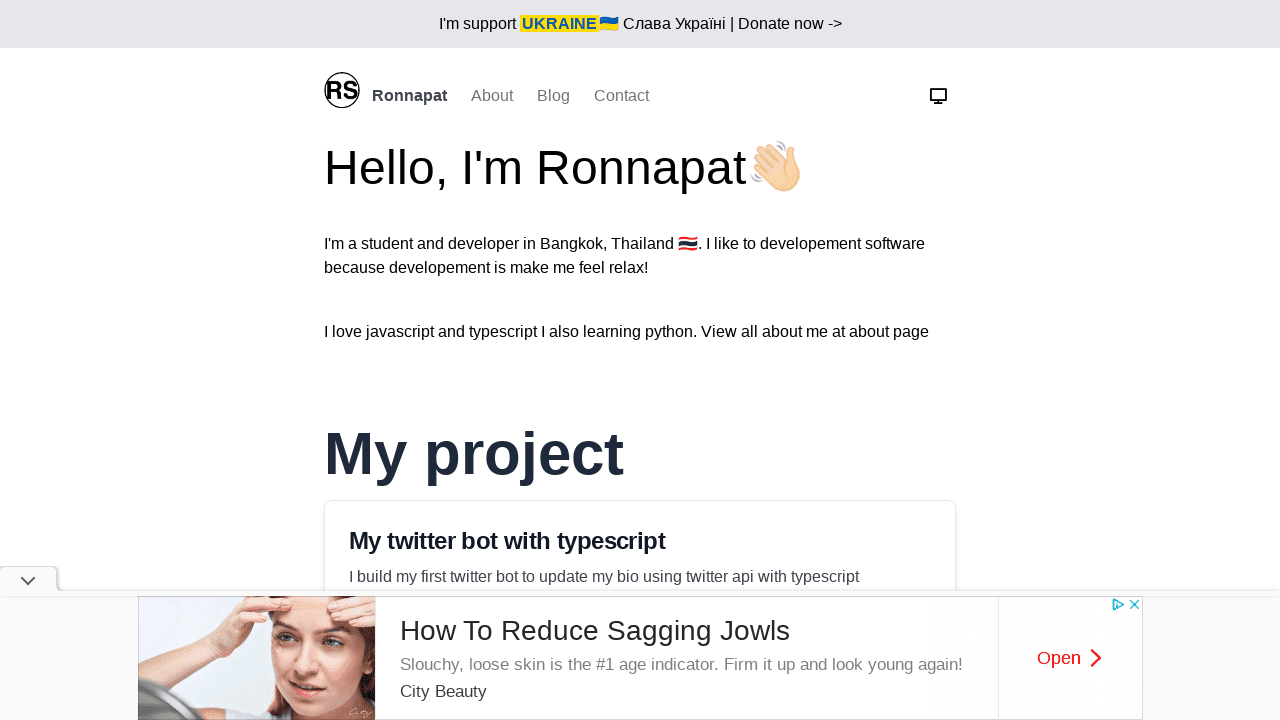 I'm support UKRAINE🇺🇦 Слава Україні | Donate now ->
RS Ronnapat About Blog Contact
Hello, I'm Ronnapat👋🏻
I'm a student and developer in Bangkok, Thailand 🇹🇭. I like to developement software
because developement is make me feel relax!
I love javascript and typescript I also learning python. View all about me at about page
My project
My twitter bot with typescript
I build my first twitter bot to update my bio using twitter api with typescript
How To Reduce Sagging Jowls
Slouchy, loose skin is the #1 age indicator. Firm it up and look young again!
City Beauty
Open
City